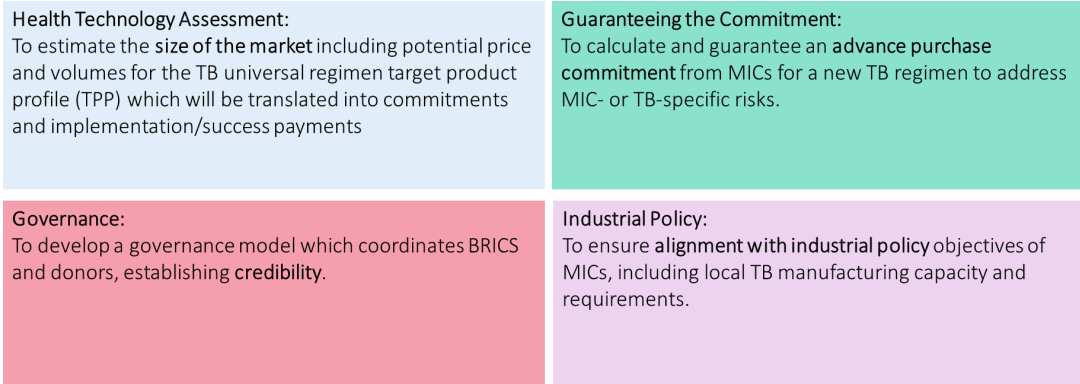 Health Technology Assessment:
To estimate the size of the market including potential price
and volumes for the TB universal regimen target product
profile (TPP) which will be translated into commitments
and implementation/success payments
Guaranteeing the Commitment:
To calculate and guarantee an advance purchase
commitment from MICs for a new TB regimen to address
MIC- or TB-specific risks.
Governance:
To develop a governance model which coordinates BRICS
and donors, establishing credibility.
Industrial Policy:
To ensure alignment with industrial policy objectives of
MICs, including local TB manufacturing capacity and
requirements.